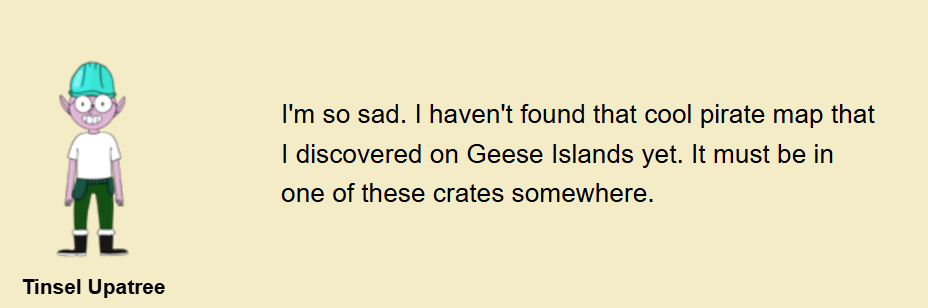 I'm so sad. I haven't found that cool pirate map that
I discovered on Geese Islands yet. It must be in
one of these crates somewhere.
Tinsel Upatree